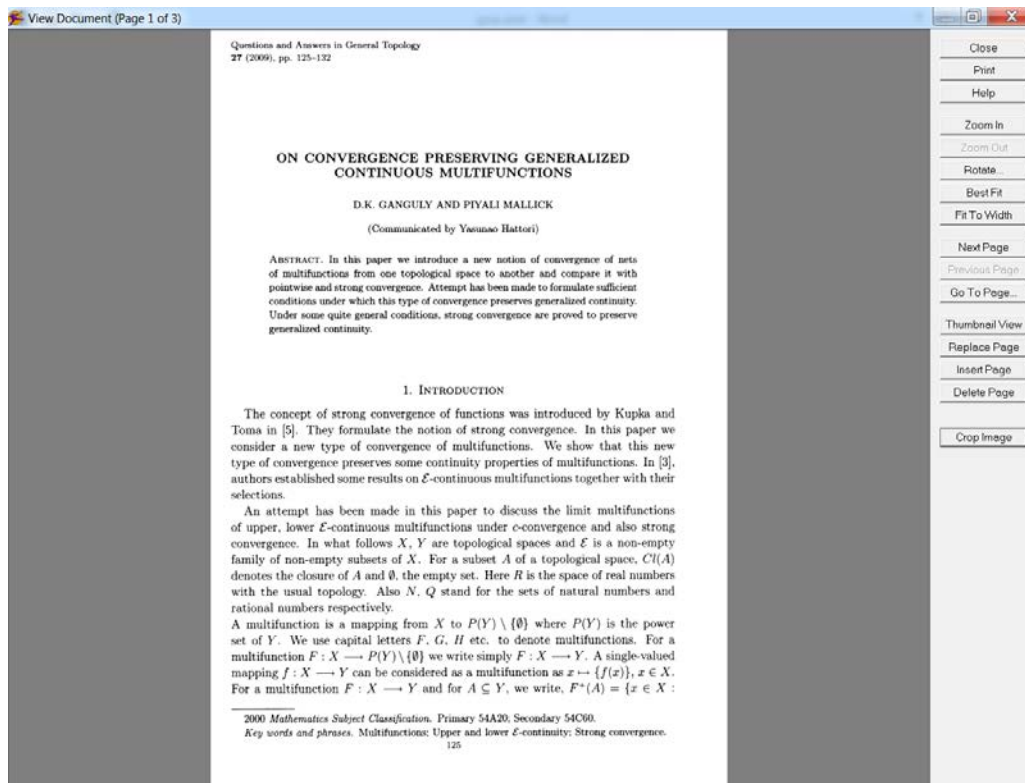 View Document (Page 1 of 3)
Questions and Answers in General Topology
27 (2009), pp. 125–132
ON CONVERGENCE PRESERVING GENERALIZED
CONTINUOUS MULTIFUNCTIONS
D.K. GANGULY AND PIYALI MALLICK
(Communicated by Yasunao Hattori)
ABSTRACT. In this paper we introduce a new notion of convergence of nets
of multifunctions from one topological space to another and compare it with
pointwise and strong convergence. Attempt has been made to formulate sufficient
conditions under which this type of convergence preserves generalized continuity.
Under some quite general conditions, strong convergence are proved to preserve
generalized continuity.
1. INTRODUCTION
The concept of strong convergence of functions was introduced by Kupka and
Toma in [5]. They formulate the notion of strong convergence. In this paper we
consider a new type of convergence of multifunctions. We show that this new
type of convergence preserves some continuity properties of multifunctions. In [3],
authors established some results on ℰ-continuous multifunctions together with their
selections.
An attempt has been made in this paper to discuss the limit multifunctions
of upper, lower ℰ-continuous multifunctions under c-convergence and also strong
convergence. In what follows X, Y are topological spaces and ℰ is a non-empty
family of non-empty subsets of X. For a subset A of a topological space, Cl(A)
denotes the closure of A and ∅, the empty set. Here R is the space of real numbers
with the usual topology. Also N, Q stand for the sets of natural numbers and
rational numbers respectively.
A multifunction is a mapping from X to P(Y) \ {∅} where P(Y) is the power
set of Y. We use capital letters F, G, H etc. to denote multifunctions. For a
multifunction F : X ⟶ P(Y) \ {∅} we write simply F : X ⟶ Y. A single-valued
mapping f : X ⟶ Y can be considered as a multifunction as x ↦ {f(x)}, x ∈ X.
For a multifunction F : X ⟶ Y and for A ⊆ Y, we write, F⁺(A) = {x ∈ X :
2000 Mathematics Subject Classification. Primary 54A20; Secondary 54C60.
Key words and phrases. Multifunctions; Upper and lower ℰ-continuity; Strong convergence.
125
Close
Print
Help
Zoom In
Zoom Out
Rotate...
Best Fit
Fit To Width
Next Page
Previous Page
Go To Page...
Thumbnail View
Replace Page
Insert Page
Delete Page
Crop Image